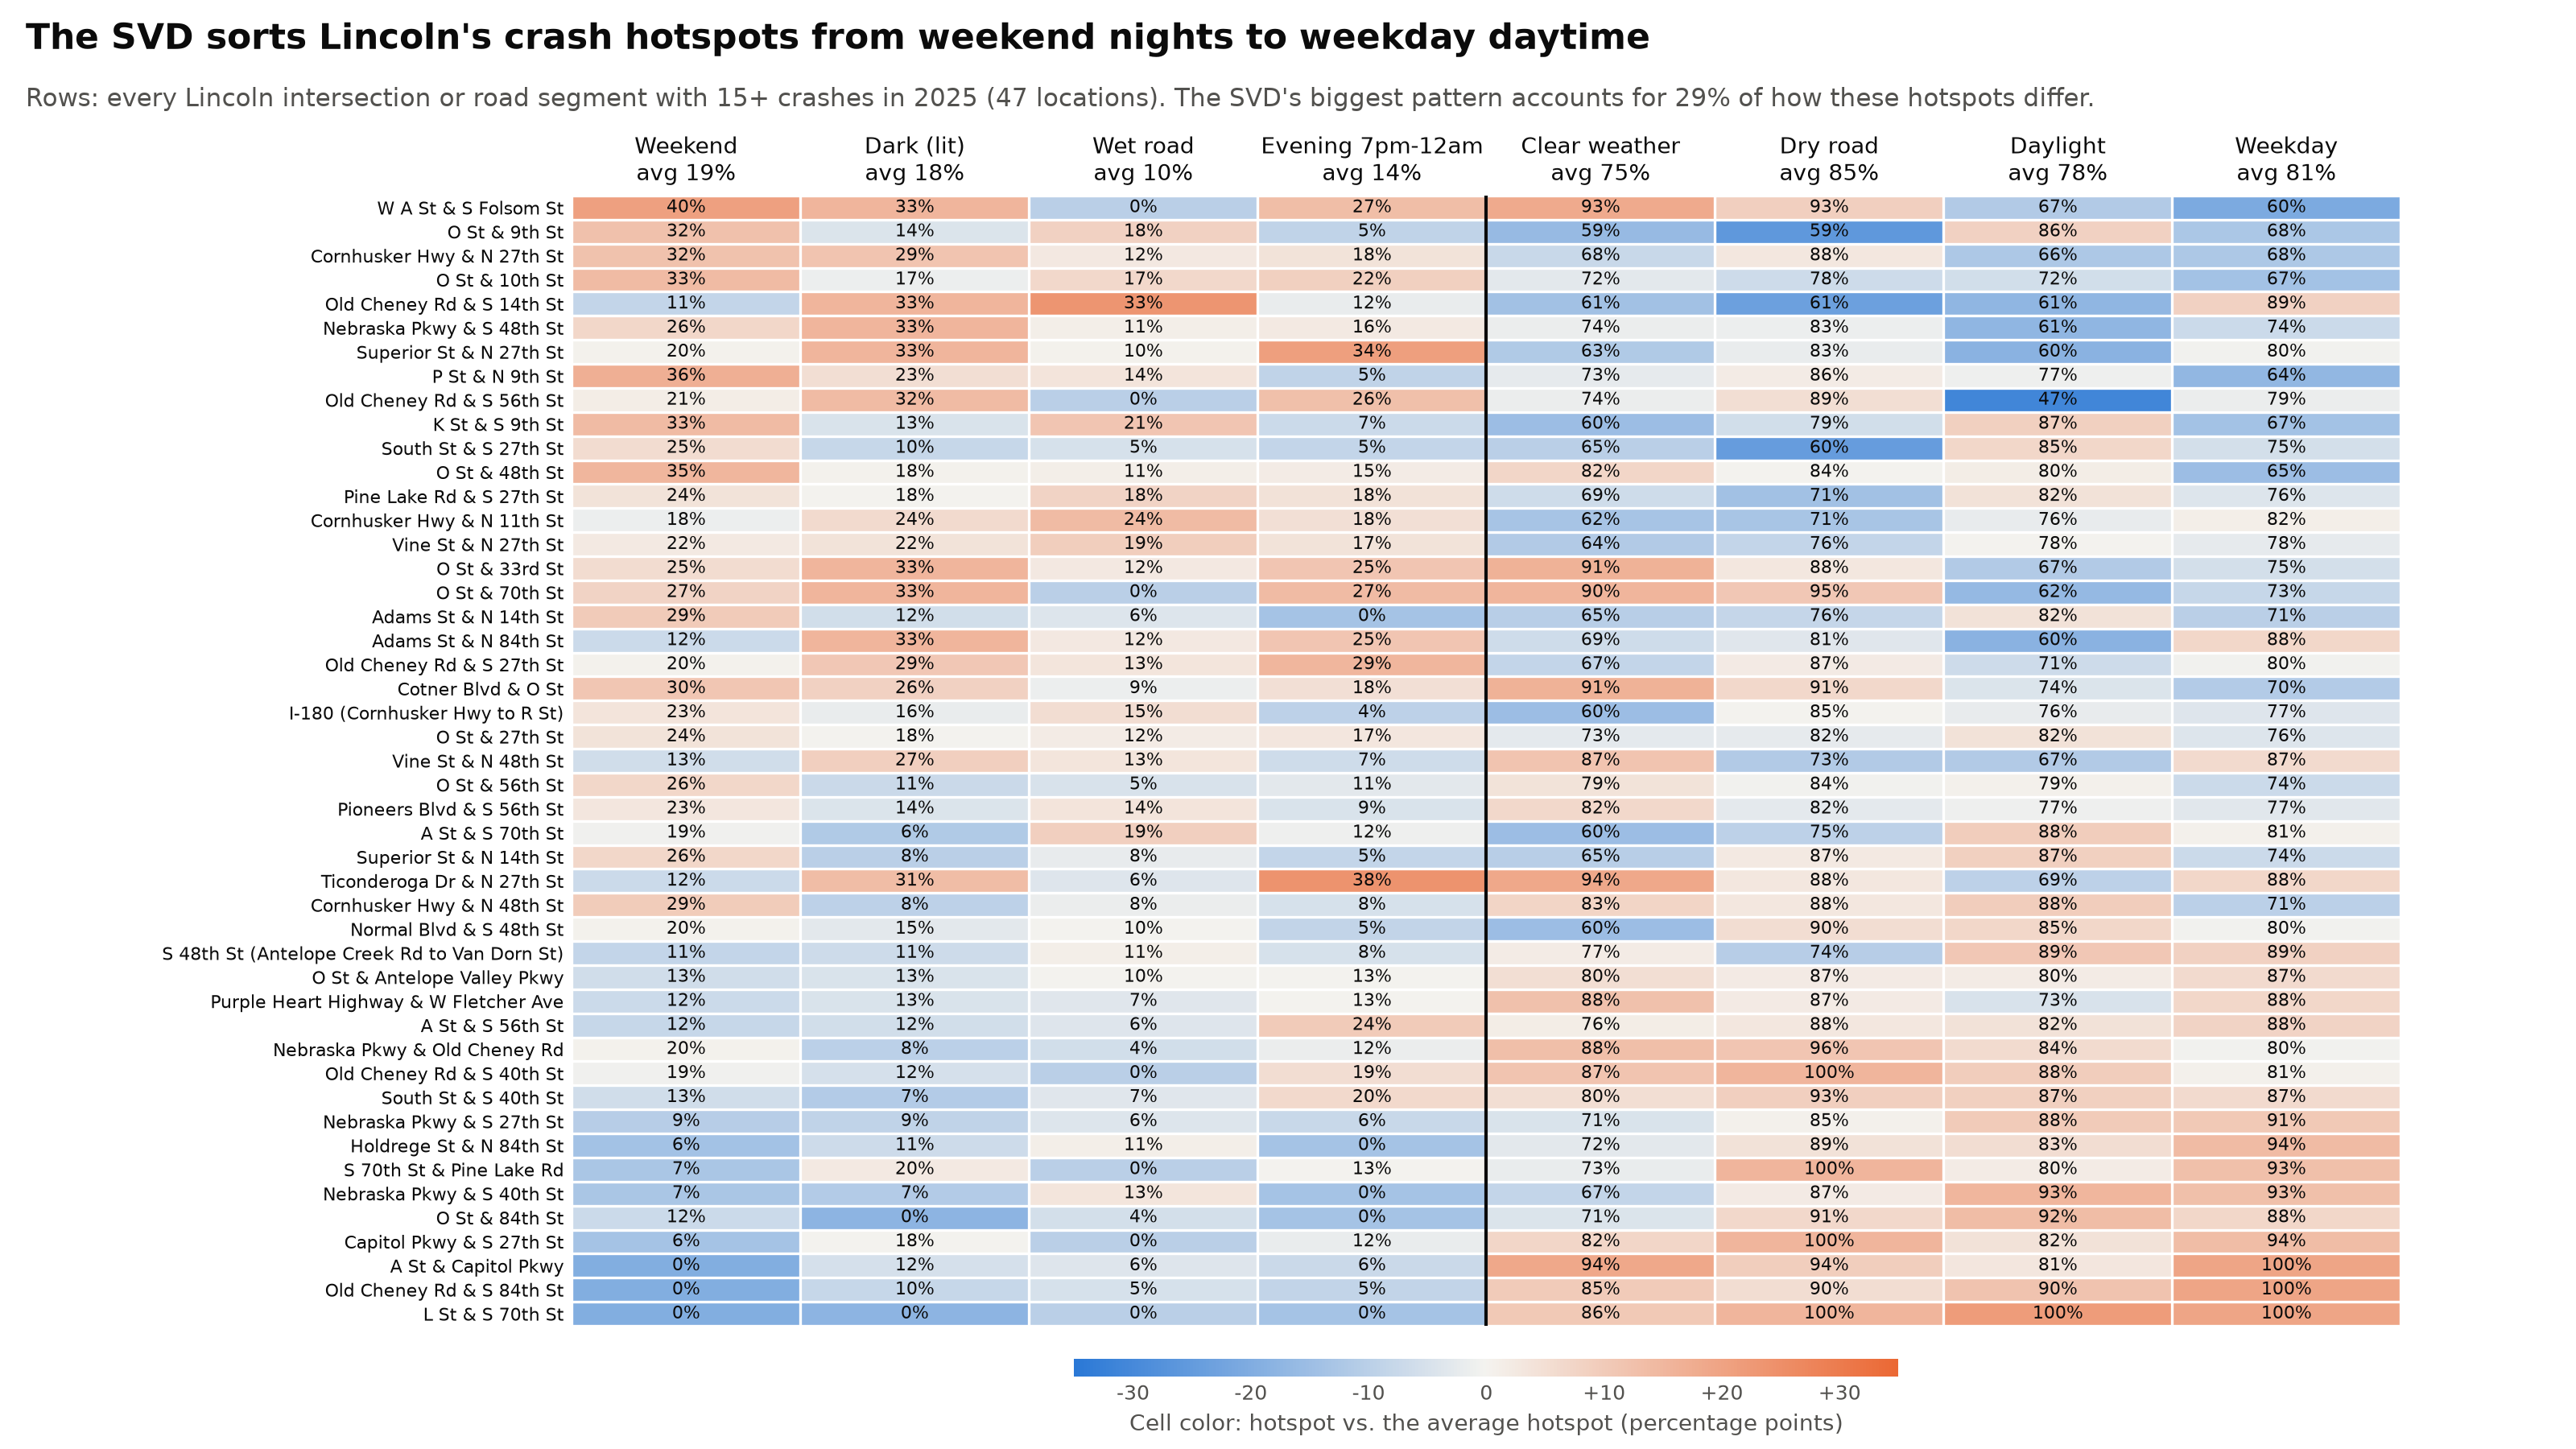 The SVD sorts Lincoln's crash hotspots from weekend nights to weekday daytime
Rows: every Lincoln intersection or road segment with 15+ crashes in 2025 (47 locations). The SVD's biggest pattern accounts for 29% of how these hotspots differ.
Weekend Dark (lit) Wet road Evening 7pm-12am Clear weather Dry road Daylight Weekday
avg 19% avg 18% avg 10% avg 14% avg 75% avg 85% avg 78% avg 81%
W A St & S Folsom St 40% 33% 0% 27% 93% 93% 67% 60%
O St & 9th St 32% 14% 18% 5% 59% 59% 86% 68%
Cornhusker Hwy & N 27th St 32% 29% 12% 18% 68% 88% 66% 68%
O St & 10th St 33% 17% 17% 22% 72% 78% 72% 67%
Old Cheney Rd & S 14th St 11% 33% 33% 12% 61% 61% 61% 89%
Nebraska Pkwy & S 48th St 26% 33% 11% 16% 74% 83% 61% 74%
Superior St & N 27th St 20% 33% 10% 34% 63% 83% 60% 80%
P St & N 9th St 36% 23% 14% 5% 73% 86% 77% 64%
Old Cheney Rd & S 56th St 21% 32% 0% 26% 74% 89% 47% 79%
K St & S 9th St 33% 13% 21% 7% 60% 79% 87% 67%
South St & S 27th St 25% 10% 5% 5% 65% 60% 85% 75%
O St & 48th St 35% 18% 11% 15% 82% 84% 80% 65%
Pine Lake Rd & S 27th St 24% 18% 18% 18% 69% 71% 82% 76%
Cornhusker Hwy & N 11th St 18% 24% 24% 18% 62% 71% 76% 82%
Vine St & N 27th St 22% 22% 19% 17% 64% 76% 78% 78%
O St & 33rd St 25% 33% 12% 25% 91% 88% 67% 75%
O St & 70th St 27% 33% 0% 27% 90% 95% 62% 73%
Adams St & N 14th St 29% 12% 6% 0% 65% 76% 82% 71%
Adams St & N 84th St 12% 33% 12% 25% 69% 81% 60% 88%
Old Cheney Rd & S 27th St 20% 29% 13% 29% 67% 87% 71% 80%
Cotner Blvd & O St 30% 26% 9% 18% 91% 91% 74% 70%
I-180 (Cornhusker Hwy to R St) 23% 16% 15% 4% 60% 85% 76% 77%
O St & 27th St 24% 18% 12% 17% 73% 82% 82% 76%
Vine St & N 48th St 13% 27% 13% 7% 87% 73% 67% 87%
O St & 56th St 26% 11% 5% 11% 79% 84% 79% 74%
Pioneers Blvd & S 56th St 23% 14% 14% 9% 82% 82% 77% 77%
A St & S 70th St 19% 6% 19% 12% 60% 75% 88% 81%
Superior St & N 14th St 26% 8% 8% 5% 65% 87% 87% 74%
Ticonderoga Dr & N 27th St 12% 31% 6% 38% 94% 88% 69% 88%
Cornhusker Hwy & N 48th St 29% 8% 8% 8% 83% 88% 88% 71%
Normal Blvd & S 48th St 20% 15% 10% 5% 60% 90% 85% 80%
S 48th St (Antelope Creek Rd to Van Dorn St) 11% 11% 11% 8% 77% 74% 89% 89%
O St & Antelope Valley Pkwy 13% 13% 10% 13% 80% 87% 80% 87%
Purple Heart Highway & W Fletcher Ave 12% 13% 7% 13% 88% 87% 73% 88%
A St & S 56th St 12% 12% 6% 24% 76% 88% 82% 88%
Nebraska Pkwy & Old Cheney Rd 20% 8% 4% 12% 88% 96% 84% 80%
Old Cheney Rd & S 40th St 19% 12% 0% 19% 87% 100% 88% 81%
South St & S 40th St 13% 7% 7% 20% 80% 93% 87% 87%
Nebraska Pkwy & S 27th St 9% 9% 6% 6% 71% 85% 88% 91%
Holdrege St & N 84th St 6% 11% 11% 0% 72% 89% 83% 94%
S 70th St & Pine Lake Rd 7% 20% 0% 13% 73% 100% 80% 93%
Nebraska Pkwy & S 40th St 7% 7% 13% 0% 67% 87% 93% 93%
O St & 84th St 12% 0% 4% 0% 71% 91% 92% 88%
Capitol Pkwy & S 27th St 6% 18% 0% 12% 82% 100% 82% 94%
A St & Capitol Pkwy 0% 12% 6% 6% 94% 94% 81% 100%
Old Cheney Rd & S 84th St 0% 10% 5% 5% 85% 90% 90% 100%
L St & S 70th St 0% 0% 0% 0% 86% 100% 100% 100%
-30 -20 -10 0 +10 +20 +30
Cell color: hotspot vs. the average hotspot (percentage points)